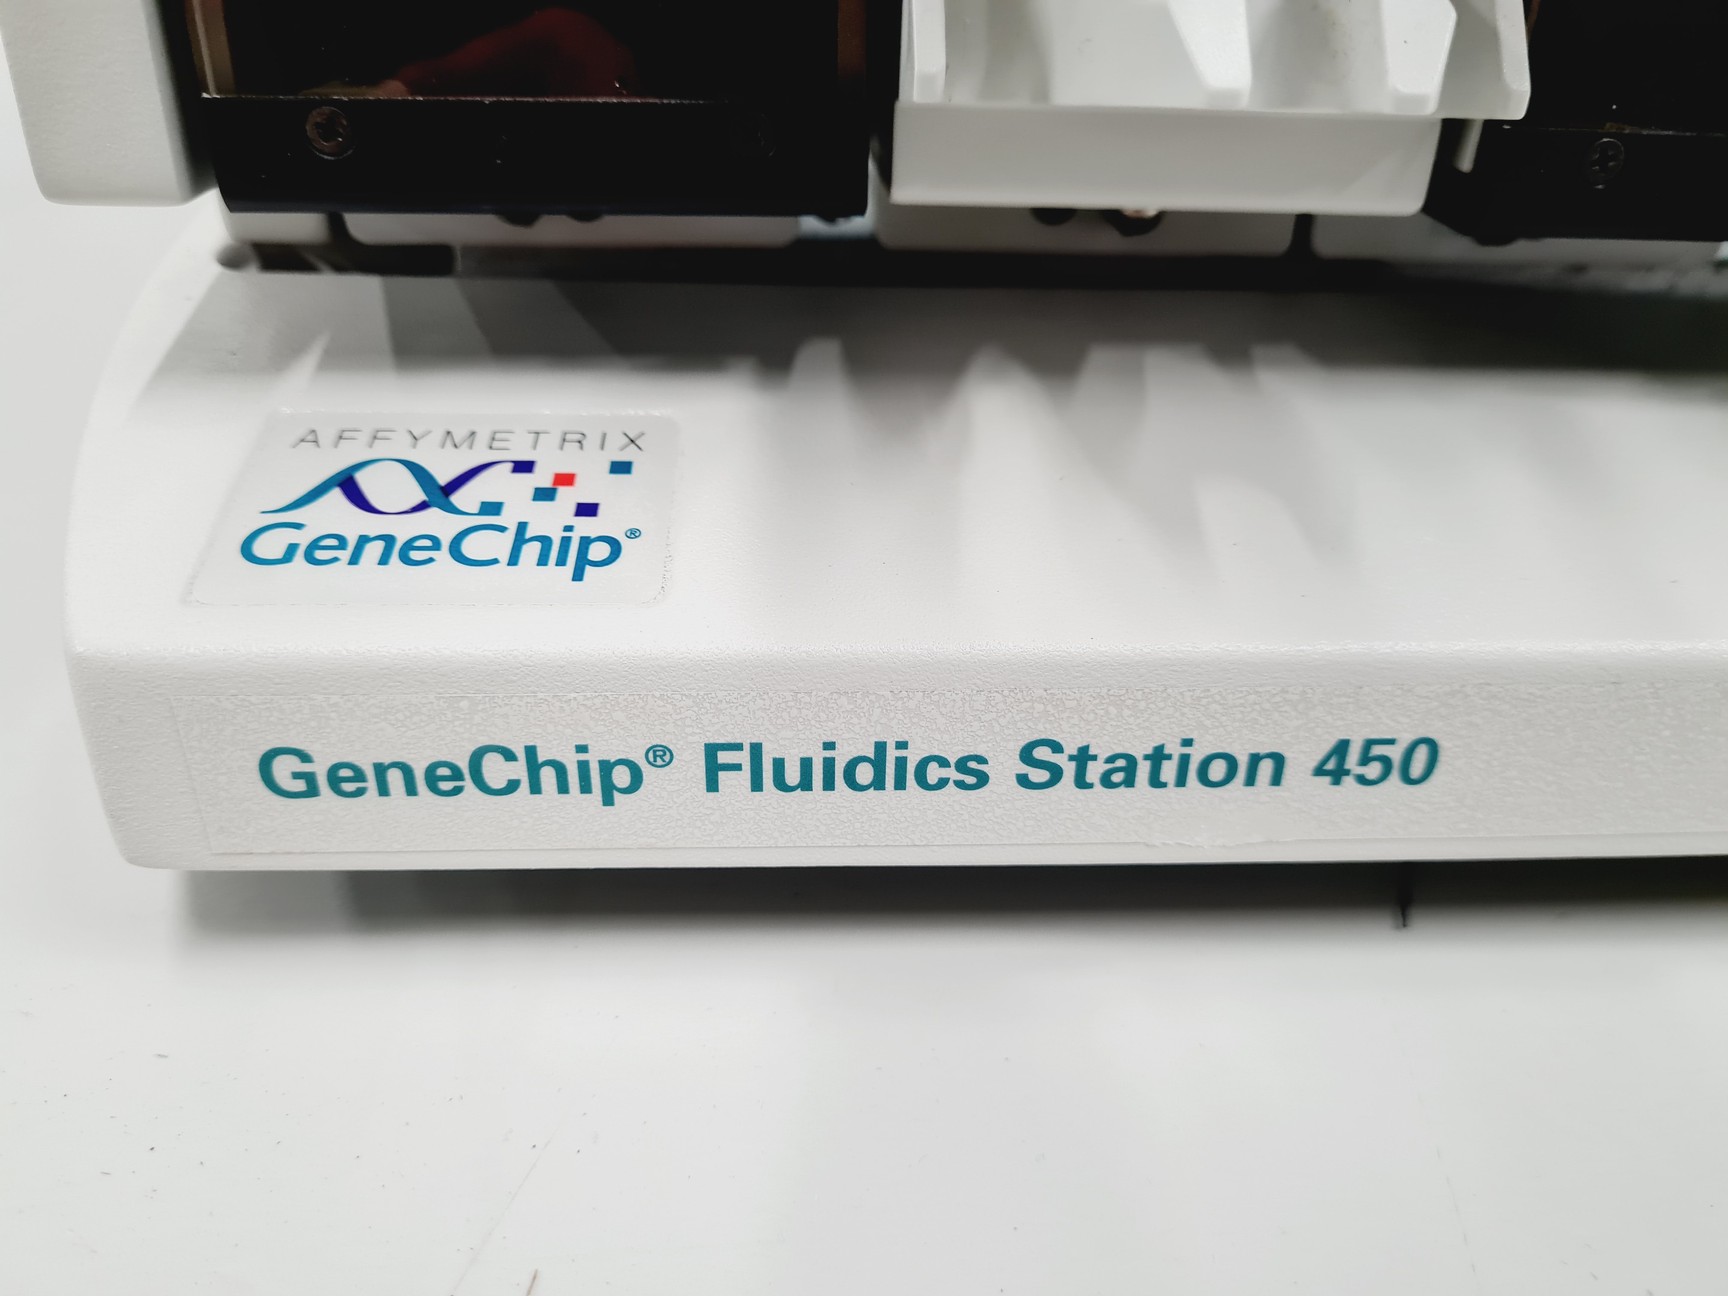 AFFYMETRIX
GeneChip®
GeneChip® Fluidics Station 450